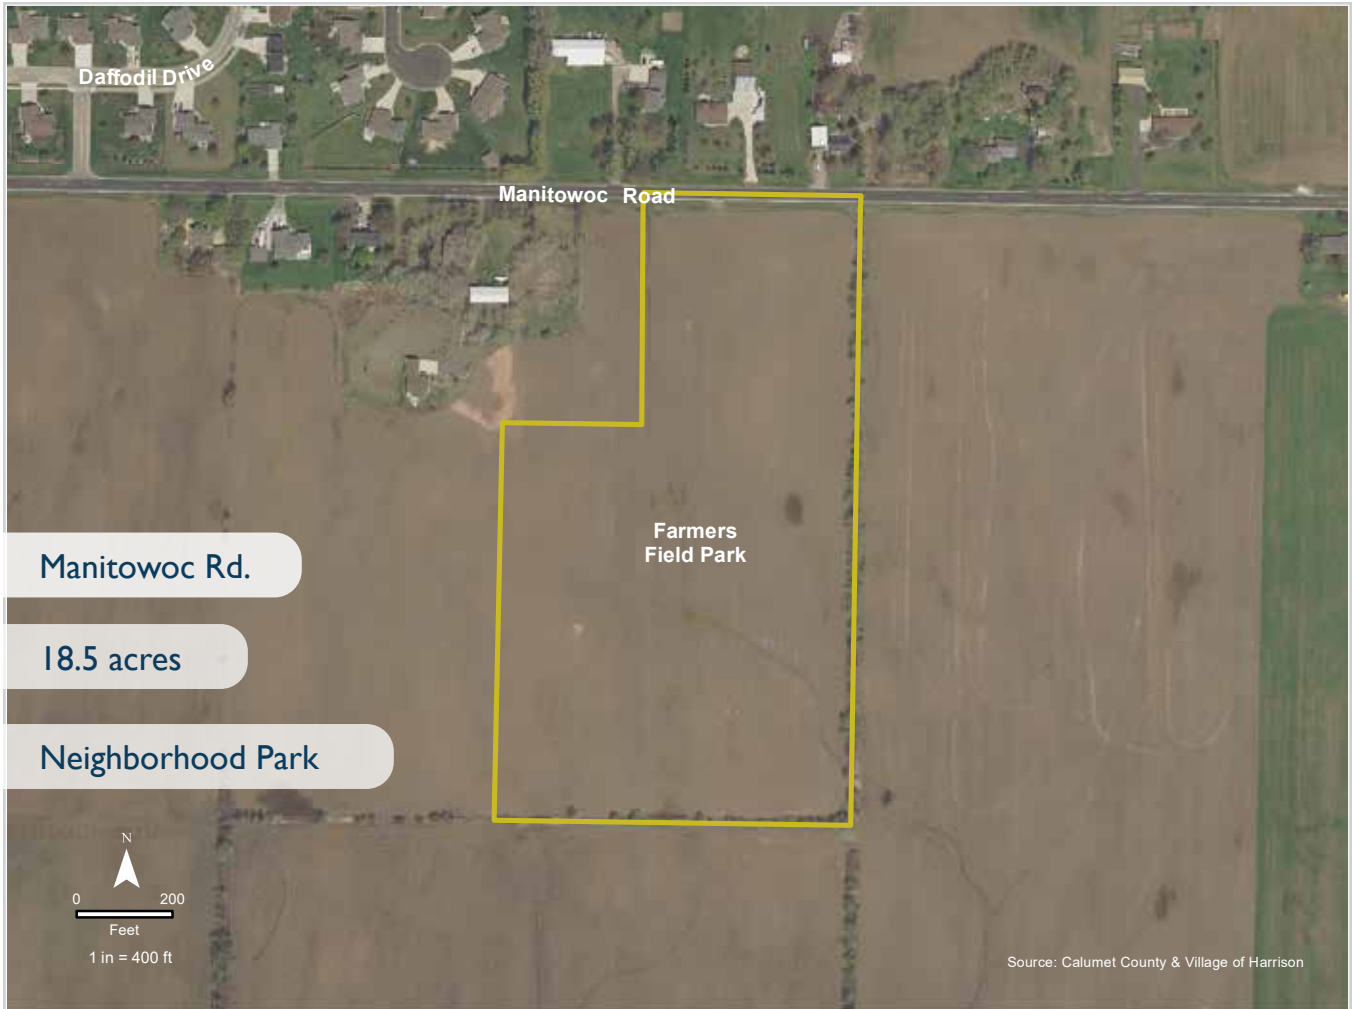 Daffodil Drive
Manitowoc Road
Farmers
Field Park
Manitowoc Rd.
18.5 acres
Neighborhood Park
N
0 200
Feet
1 in = 400 ft
Source: Calumet County & Village of Harrison